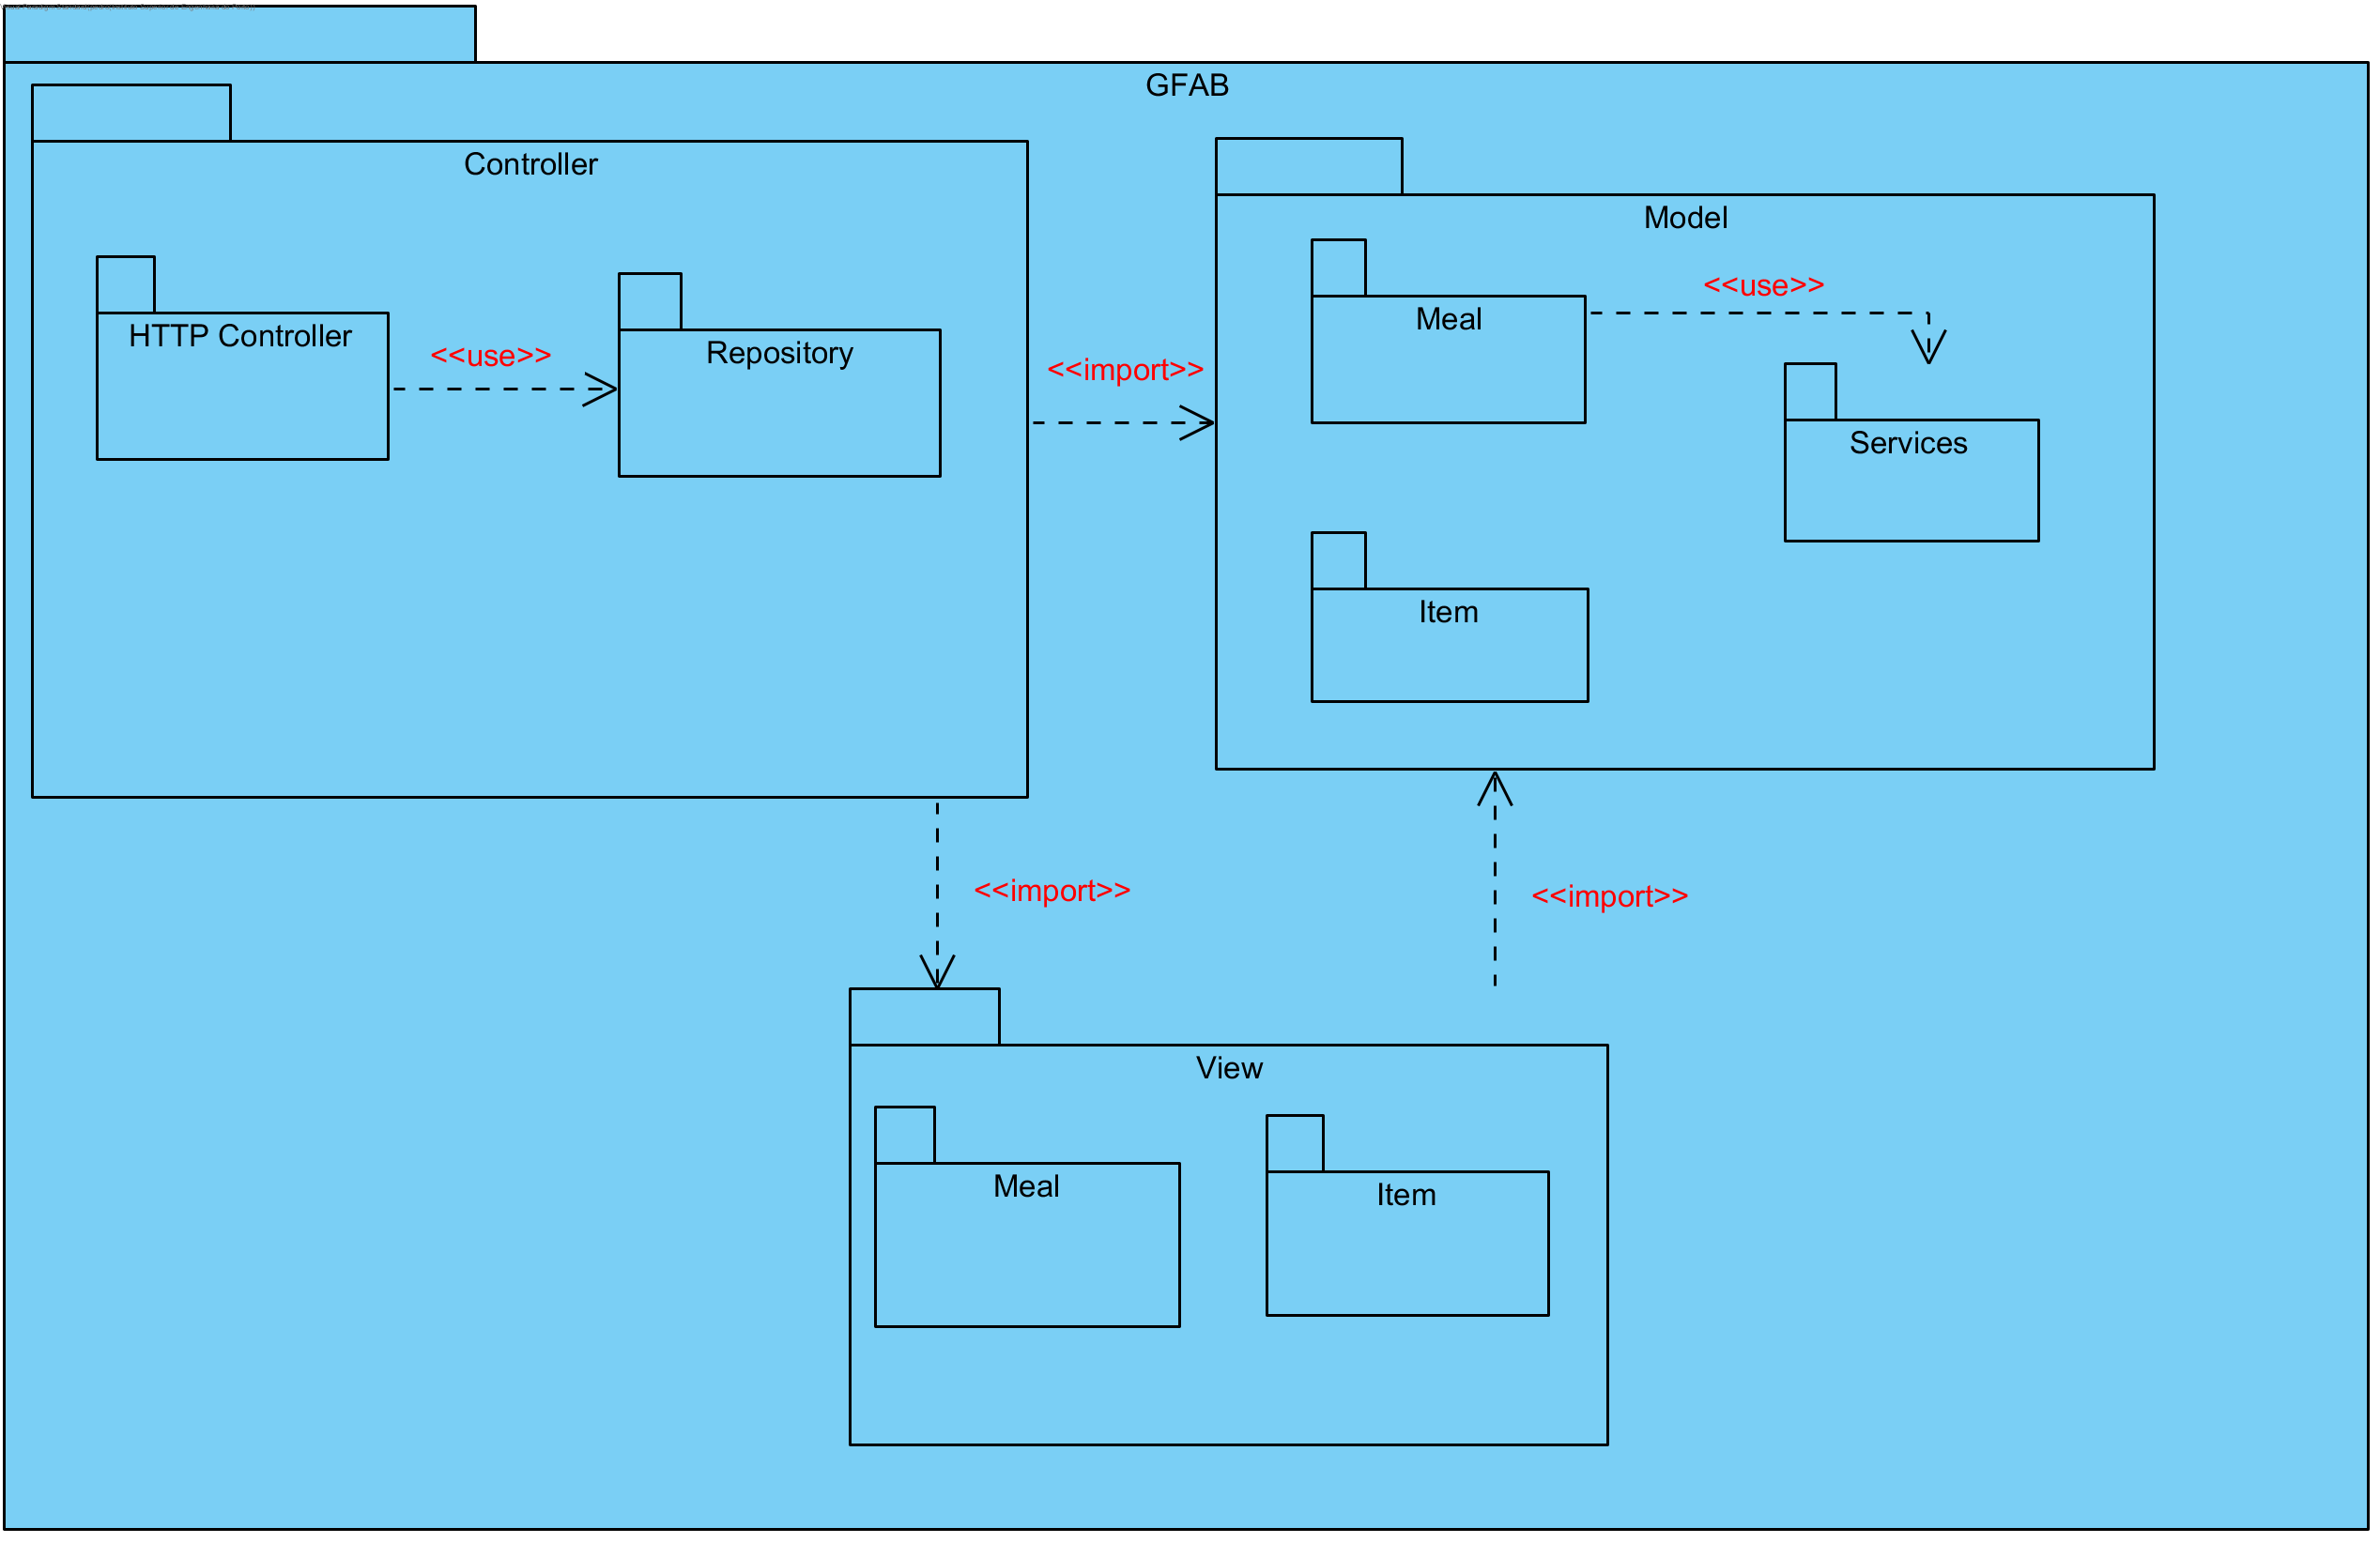 GFAB
Controller
HTTP Controller
<<use>>
Repository
<<import>>
Model
Meal
<<use>>
Services
Item
<<import>>
<<import>>
View
Meal
Item